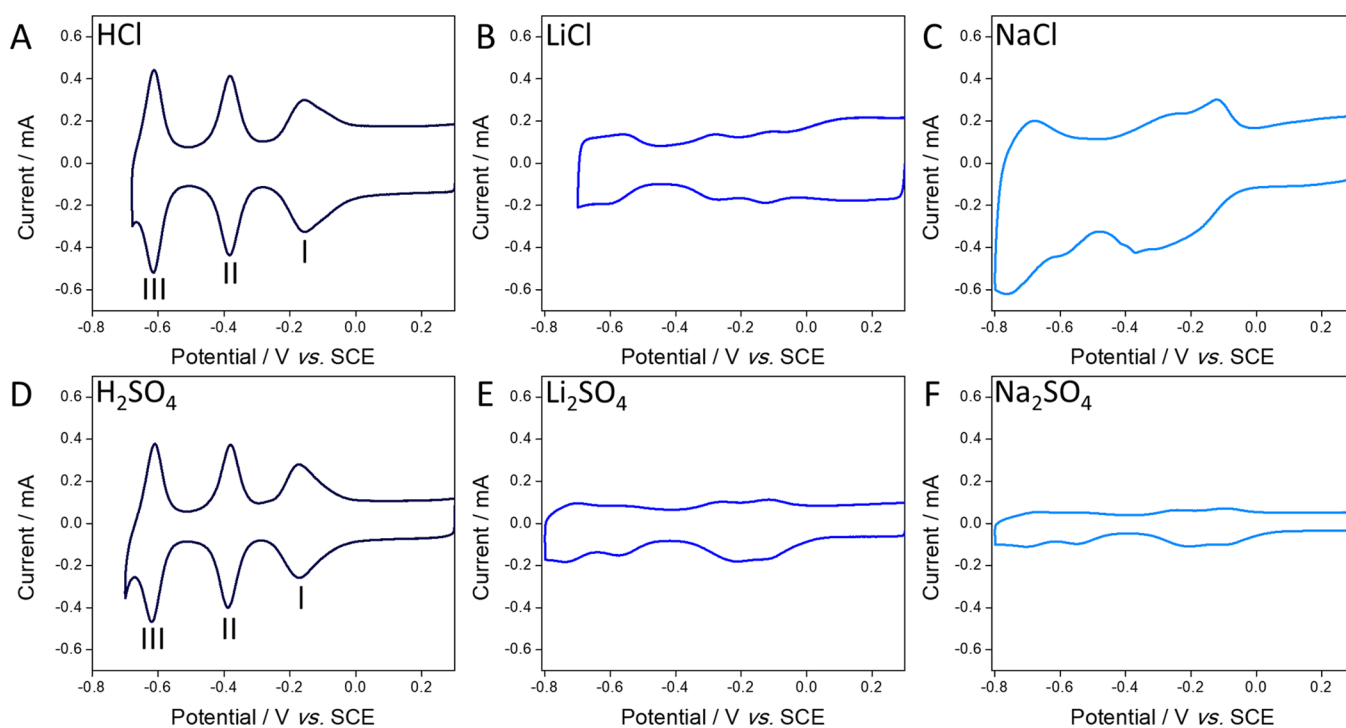 A
HCl
0.6
0.4
0.2
0.0
-0.2
-0.4
-0.6
Current / mA
III
II
I
-0.8
-0.6
-0.4
-0.2
0.0
0.2
Potential / V vs. SCE
B
LiCl
0.6
0.4
0.2
0.0
-0.2
-0.4
-0.6
Current / mA
-0.8
-0.6
-0.4
-0.2
0.0
0.2
Potential / V vs. SCE
C
NaCl
0.6
0.4
0.2
0.0
-0.2
-0.4
-0.6
Current / mA
-0.8
-0.6
-0.4
-0.2
0.0
0.2
Potential / V vs. SCE
D
H₂SO₄
0.6
0.4
0.2
0.0
-0.2
-0.4
-0.6
Current / mA
III
II
I
-0.8
-0.6
-0.4
-0.2
0.0
0.2
Potential / V vs. SCE
E
Li₂SO₄
0.6
0.4
0.2
0.0
-0.2
-0.4
-0.6
Current / mA
-0.8
-0.6
-0.4
-0.2
0.0
0.2
Potential / V vs. SCE
F
Na₂SO₄
0.6
0.4
0.2
0.0
-0.2
-0.4
-0.6
Current / mA
-0.8
-0.6
-0.4
-0.2
0.0
0.2
Potential / V vs. SCE